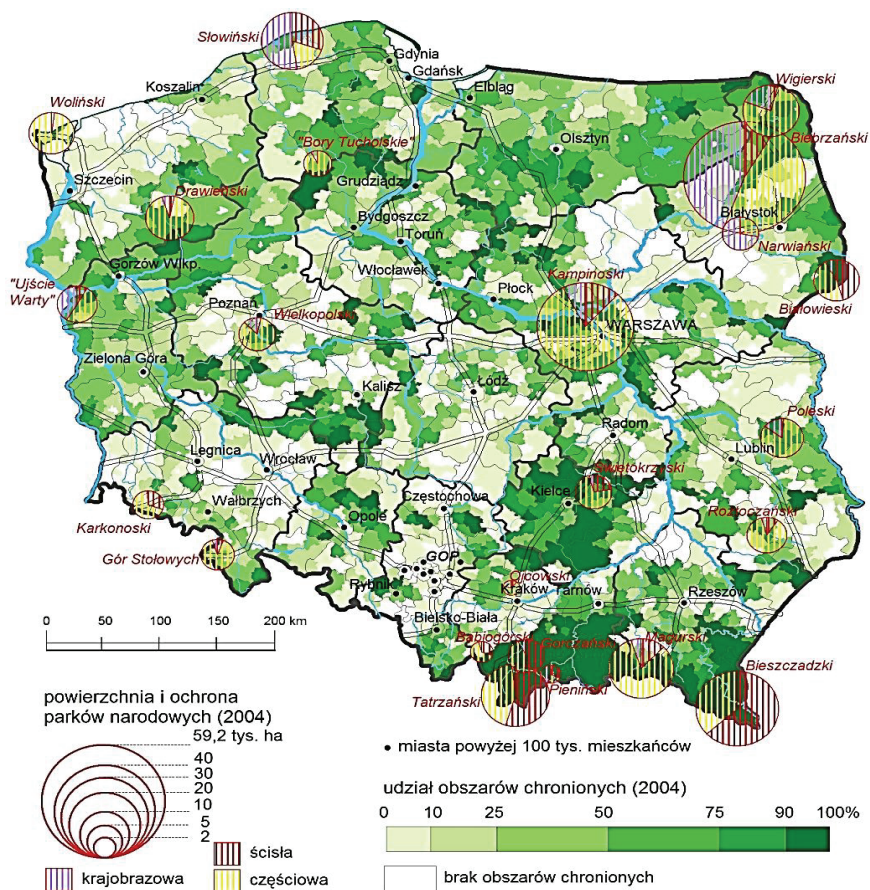 Słowiński
Gdynia
Gdańsk
Koszalin
Elbląg
Wigierski
Woliński
"Bory Tucholskie"
Olsztyn
Biebrzański
Szczecin
Drawieński
Grudziądz
Bydgoszcz
Białystok
Toruń
Narwiański
Gorzów Wlkp.
Włocławek
Kampinoski
"Ujście
Warty"
Płock
Białowieski
Poznań
Wielkopolski
WARSZAWA
Zielona Góra
Kalisz
Łódź
Poleski
Radom
Legnica
Wrocław
Lublin
Świętokrzyski
Wałbrzych
Częstochowa
Kielce
Karkonoski
Opole
Roztoczański
Gór Stołowych
GOP
Ojcowski
Rybnik
Kraków
Tarnów
Rzeszów
0 50 100 150 200 km
Bielsko-Biała
Babiogórski
Gorczański
Magurski
Bieszczadzki
Pieniński
Tatrzański
powierzchnia i ochrona
parków narodowych (2004)
59,2 tys. ha
40
30
20
10
5
2
ścisła
krajobrazowa
częściowa
miasta powyżej 100 tys. mieszkańców
udział obszarów chronionych (2004)
0 10 25 50 75 90 100%
brak obszarów chronionych